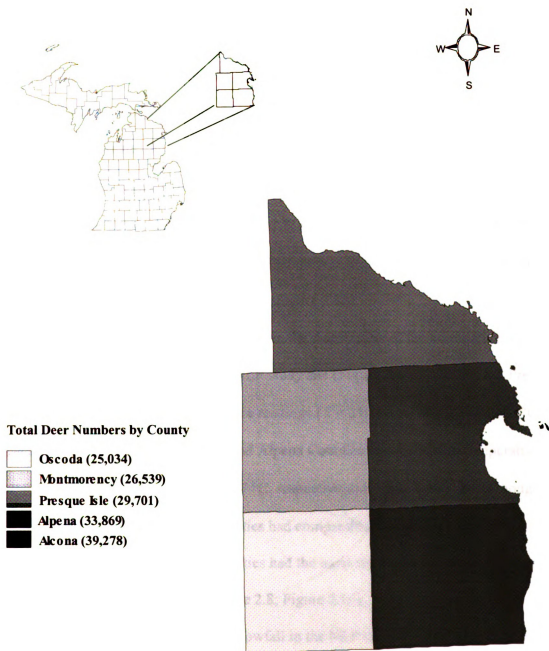 N
W E
S
Total Deer Numbers by County
Oscoda (25,034)
Montmorency (26,539)
Presque Isle (29,701)
Alpena (33,869)
Alcona (39,278)